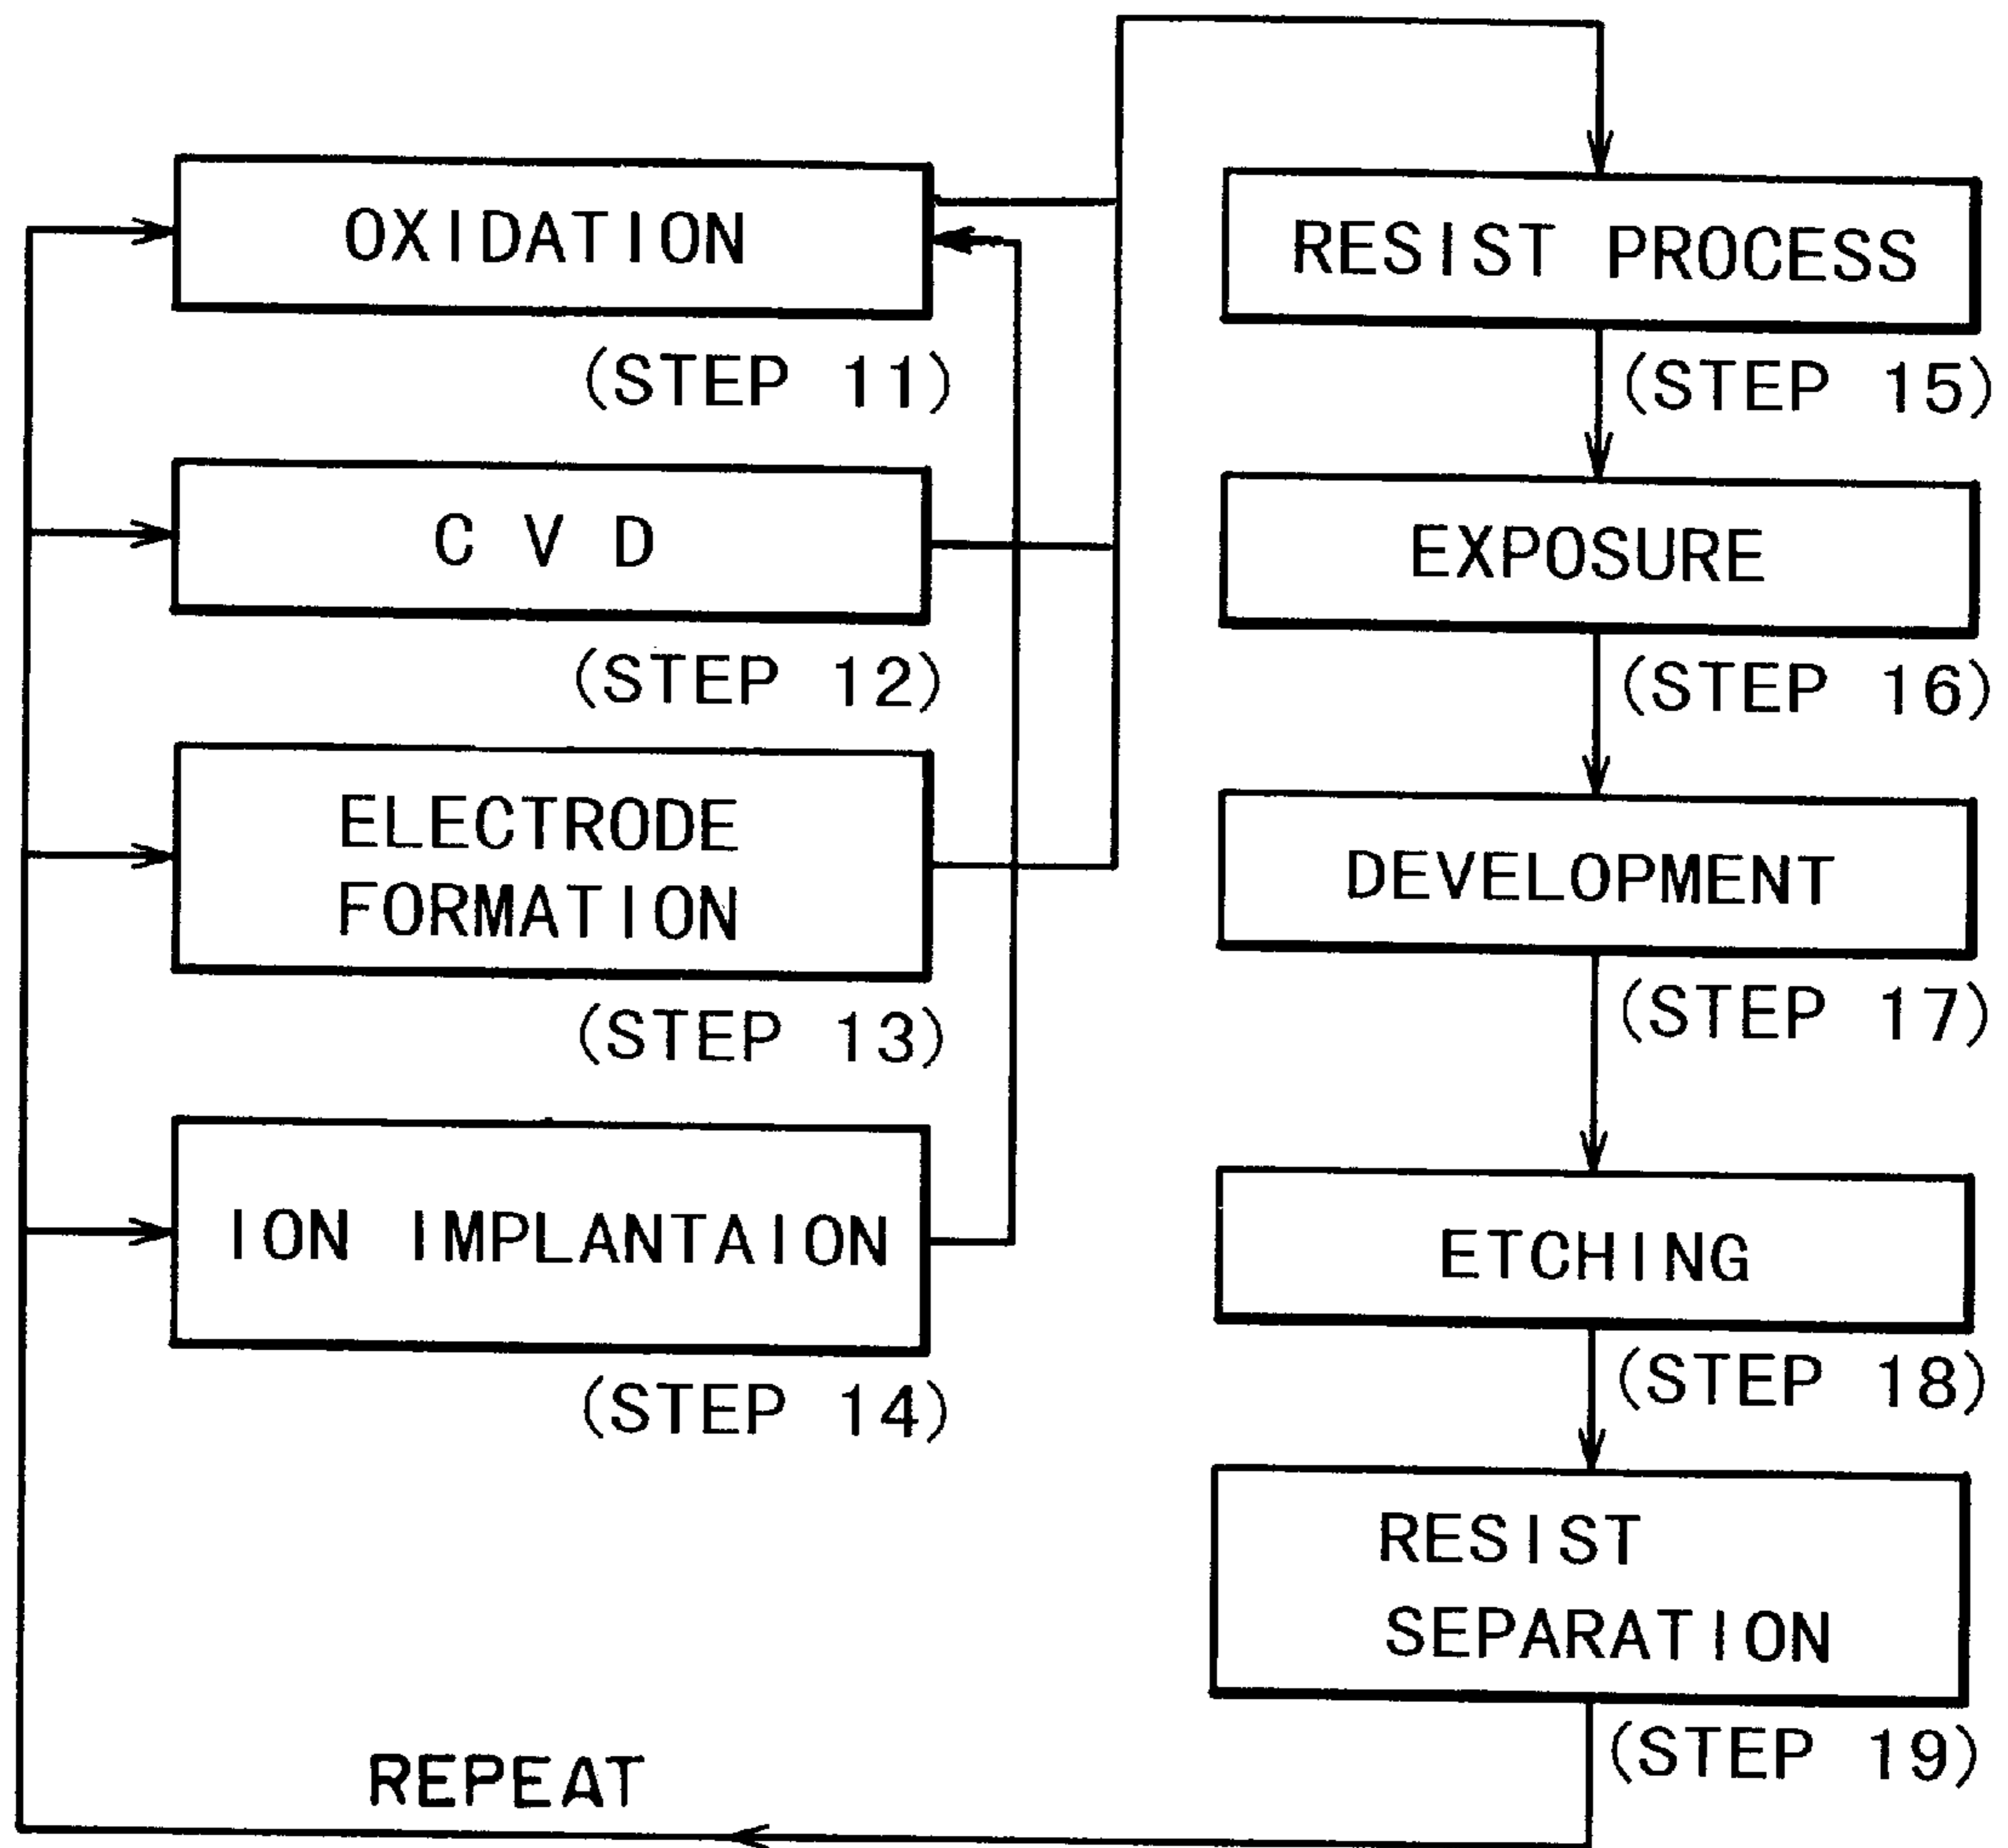 OXIDATION
(STEP 11)
C V D
(STEP 12)
ELECTRODE
FORMATION
(STEP 13)
ION IMPLANTAION
(STEP 14)
RESIST PROCESS
(STEP 15)
EXPOSURE
(STEP 16)
DEVELOPMENT
(STEP 17)
ETCHING
(STEP 18)
RESIST
SEPARATION
(STEP 19)
REPEAT